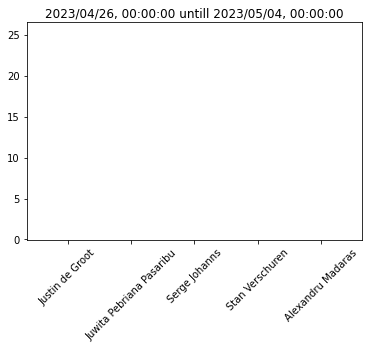 2023/04/26, 00:00:00 untill 2023/05/04, 00:00:00
25
20
15
10
5
0
Justin de Groot
Juwita Pebriana Pasaribu
Serge Johanns
Stan Verschuren
Alexandru Madaras